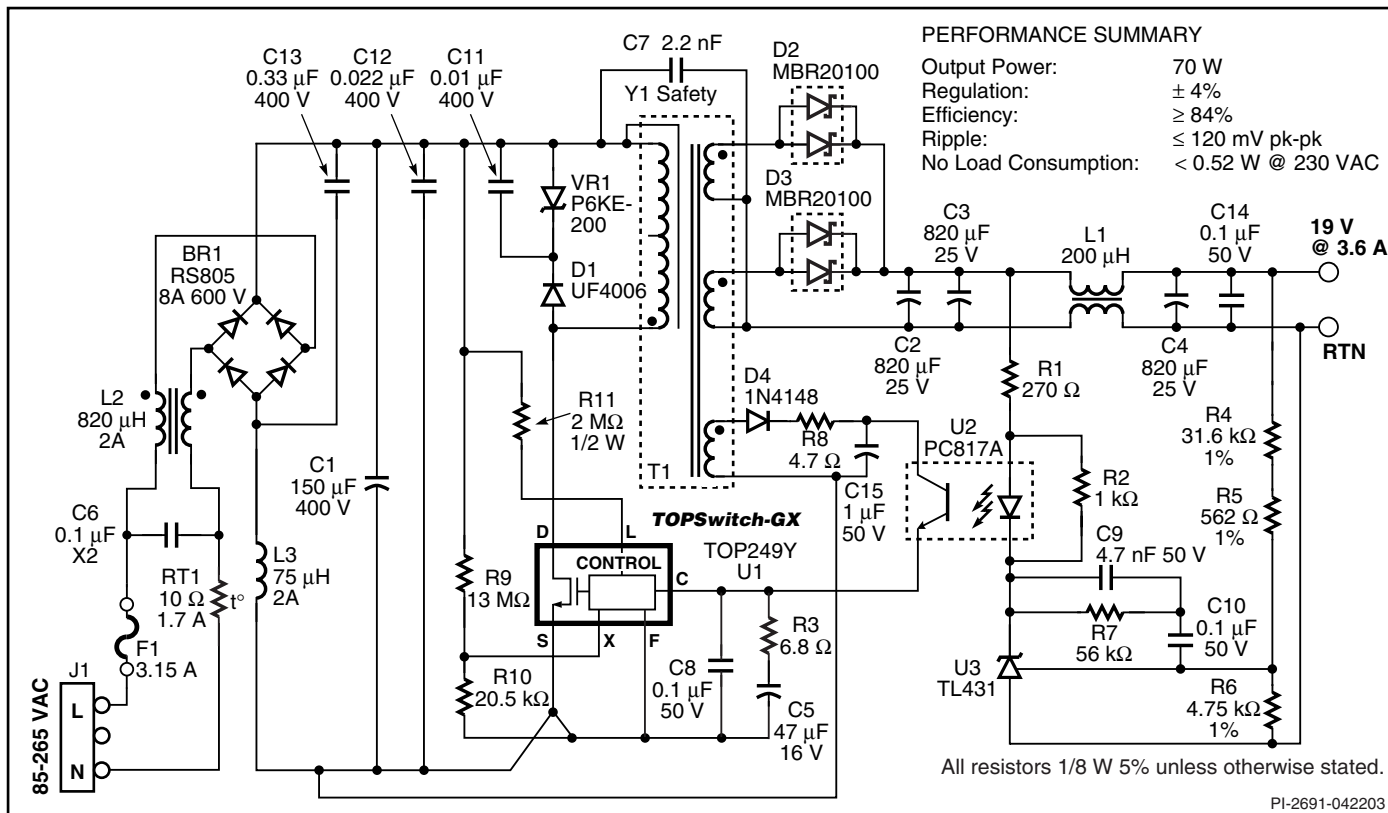 C13
0.33 µF
400 V
C12
0.022 µF
400 V
C11
0.01 µF
400 V
C7 2.2 nF
Y1 Safety
D2
MBR20100
PERFORMANCE SUMMARY
Output Power: 70 W
Regulation: ± 4%
Efficiency: ≥ 84%
Ripple: ≤ 120 mV pk-pk
No Load Consumption: < 0.52 W @ 230 VAC
VR1
P6KE-
200
D3
MBR20100
BR1
RS805
8A 600 V
D1
UF4006
C3
820 µF
25 V
L1
200 µH
C14
0.1 µF
50 V
19 V
@ 3.6 A
RTN
C2
820 µF
25 V
C4
820 µF
25 V
R1
270 Ω
L2
820 µH
2A
R11
2 MΩ
1/2 W
T1
D4
1N4148
R8
4.7 Ω
C15
1 µF
50 V
U2
PC817A
R2
1 kΩ
R4
31.6 kΩ
1%
R5
562 Ω
1%
C1
150 µF
400 V
C6
0.1 µF
X2
RT1
10 Ω
1.7 A
t°
L3
75 µH
2A
R9
13 MΩ
TOPSwitch-GX
TOP249Y
U1
D
L
CONTROL
C
S
X
F
C9
4.7 nF 50 V
R7
56 kΩ
C10
0.1 µF
50 V
R3
6.8 Ω
C8
0.1 µF
50 V
C5
47 µF
16 V
U3
TL431
R6
4.75 kΩ
1%
F1
3.15 A
J1
L
N
85-265 VAC
R10
20.5 kΩ
All resistors 1/8 W 5% unless otherwise stated.
PI-2691-042203